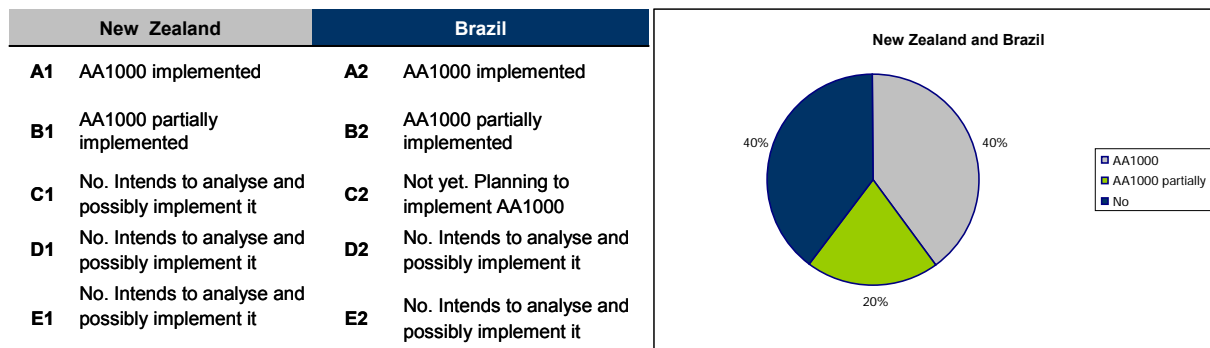 New Zealand Brazil
A1 AA1000 implemented A2 AA1000 implemented
B1 AA1000 partially
implemented B2 AA1000 partially
implemented
C1 No. Intends to analyse and
possibly implement it C2 Not yet. Planning to
implement AA1000
D1 No. Intends to analyse and
possibly implement it D2 No. Intends to analyse and
possibly implement it
E1 No. Intends to analyse and
possibly implement it E2 No. Intends to analyse and
possibly implement it
New Zealand and Brazil
40%
40%
20%
AA1000
AA1000 partially
No